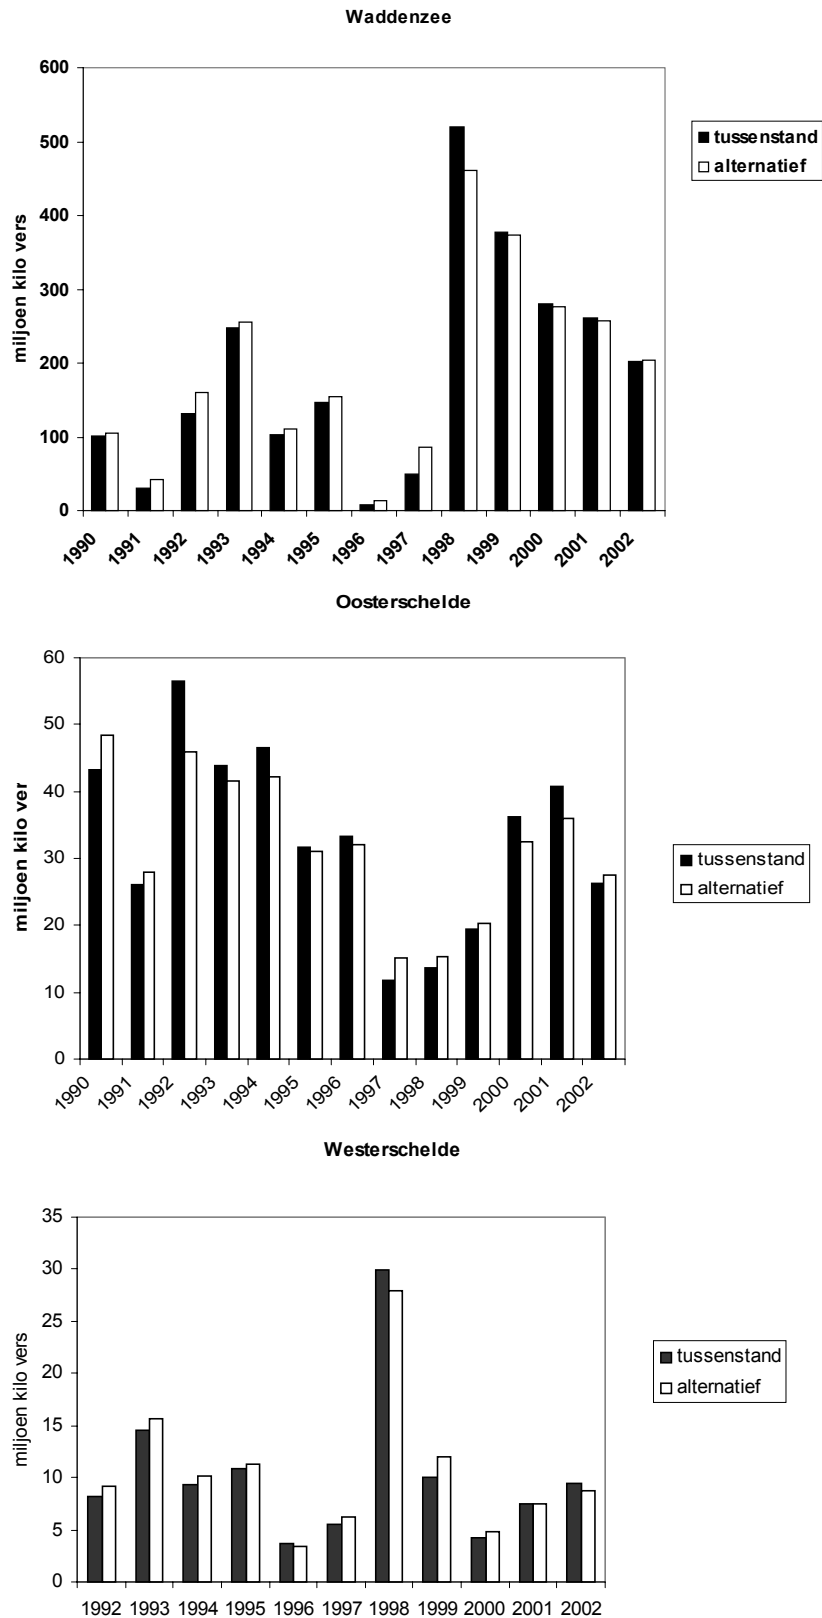 Waddenzee
600
500
400
300
200
100
0
miljoen kilo vers
1990 1991 1992 1993 1994 1995 1996 1997 1998 1999 2000 2001 2002
tussenstand
alternatief
Oosterschelde
60
50
40
30
20
10
0
miljoen kilo ver
1990 1991 1992 1993 1994 1995 1996 1997 1998 1999 2000 2001 2002
tussenstand
alternatief
Westerschelde
35
30
25
20
15
10
5
0
miljoen kilo vers
1992 1993 1994 1995 1996 1997 1998 1999 2000 2001 2002
tussenstand
alternatief